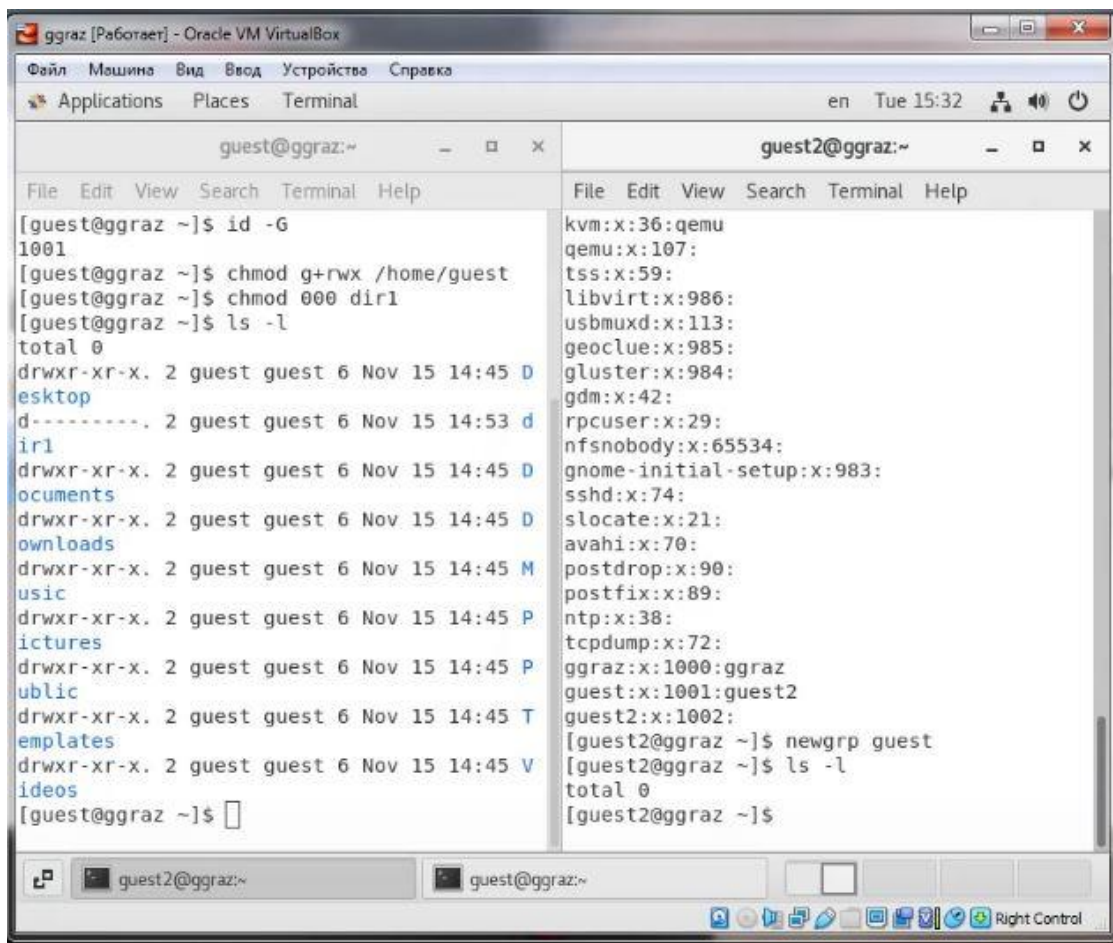 ggraz [Работает] - Oracle VM VirtualBox
Файл Машина Вид Ввод Устройства Справка
Applications Places Terminal en Tue 15:32
guest@ggraz:~
File Edit View Search Terminal Help
[guest@ggraz ~]$ id -G
1001
[guest@ggraz ~]$ chmod g+rwx /home/guest
[guest@ggraz ~]$ chmod 000 dir1
[guest@ggraz ~]$ ls -l
total 0
drwxr-xr-x. 2 guest guest 6 Nov 15 14:45 D
esktop
d---------. 2 guest guest 6 Nov 15 14:53 d
ir1
drwxr-xr-x. 2 guest guest 6 Nov 15 14:45 D
ocuments
drwxr-xr-x. 2 guest guest 6 Nov 15 14:45 D
ownloads
drwxr-xr-x. 2 guest guest 6 Nov 15 14:45 M
usic
drwxr-xr-x. 2 guest guest 6 Nov 15 14:45 P
ictures
drwxr-xr-x. 2 guest guest 6 Nov 15 14:45 P
ublic
drwxr-xr-x. 2 guest guest 6 Nov 15 14:45 T
emplates
drwxr-xr-x. 2 guest guest 6 Nov 15 14:45 V
ideos
[guest@ggraz ~]$
guest2@ggraz:~
File Edit View Search Terminal Help
kvm:x:36:qemu
qemu:x:107:
tss:x:59:
libvirt:x:986:
usbmuxd:x:113:
geoclue:x:985:
gluster:x:984:
gdm:x:42:
rpcuser:x:29:
nfsnobody:x:65534:
gnome-initial-setup:x:983:
sshd:x:74:
slocate:x:21:
avahi:x:70:
postdrop:x:90:
postfix:x:89:
ntp:x:38:
tcpdump:x:72:
ggraz:x:1000:ggraz
guest:x:1001:guest2
guest2:x:1002:
[guest2@ggraz ~]$ newgrp guest
[guest2@ggraz ~]$ ls -l
total 0
[guest2@ggraz ~]$
guest2@ggraz:~ guest@ggraz:~
Right Control